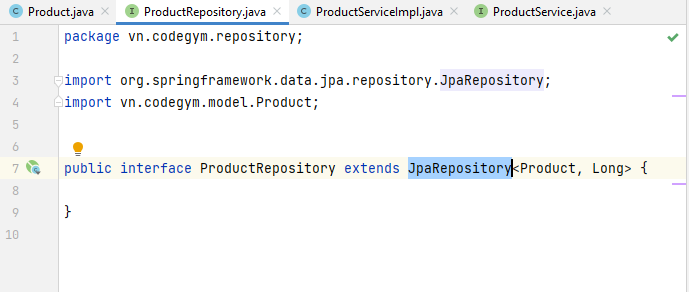 Product.java ProductRepository.java ProductServiceImpl.java ProductService.java
1 package vn.codegym.repository;
2
3 import org.springframework.data.jpa.repository.JpaRepository;
4 import vn.codegym.model.Product;
5
6
7 public interface ProductRepository extends JpaRepository<Product, Long> {
8
9 }
10